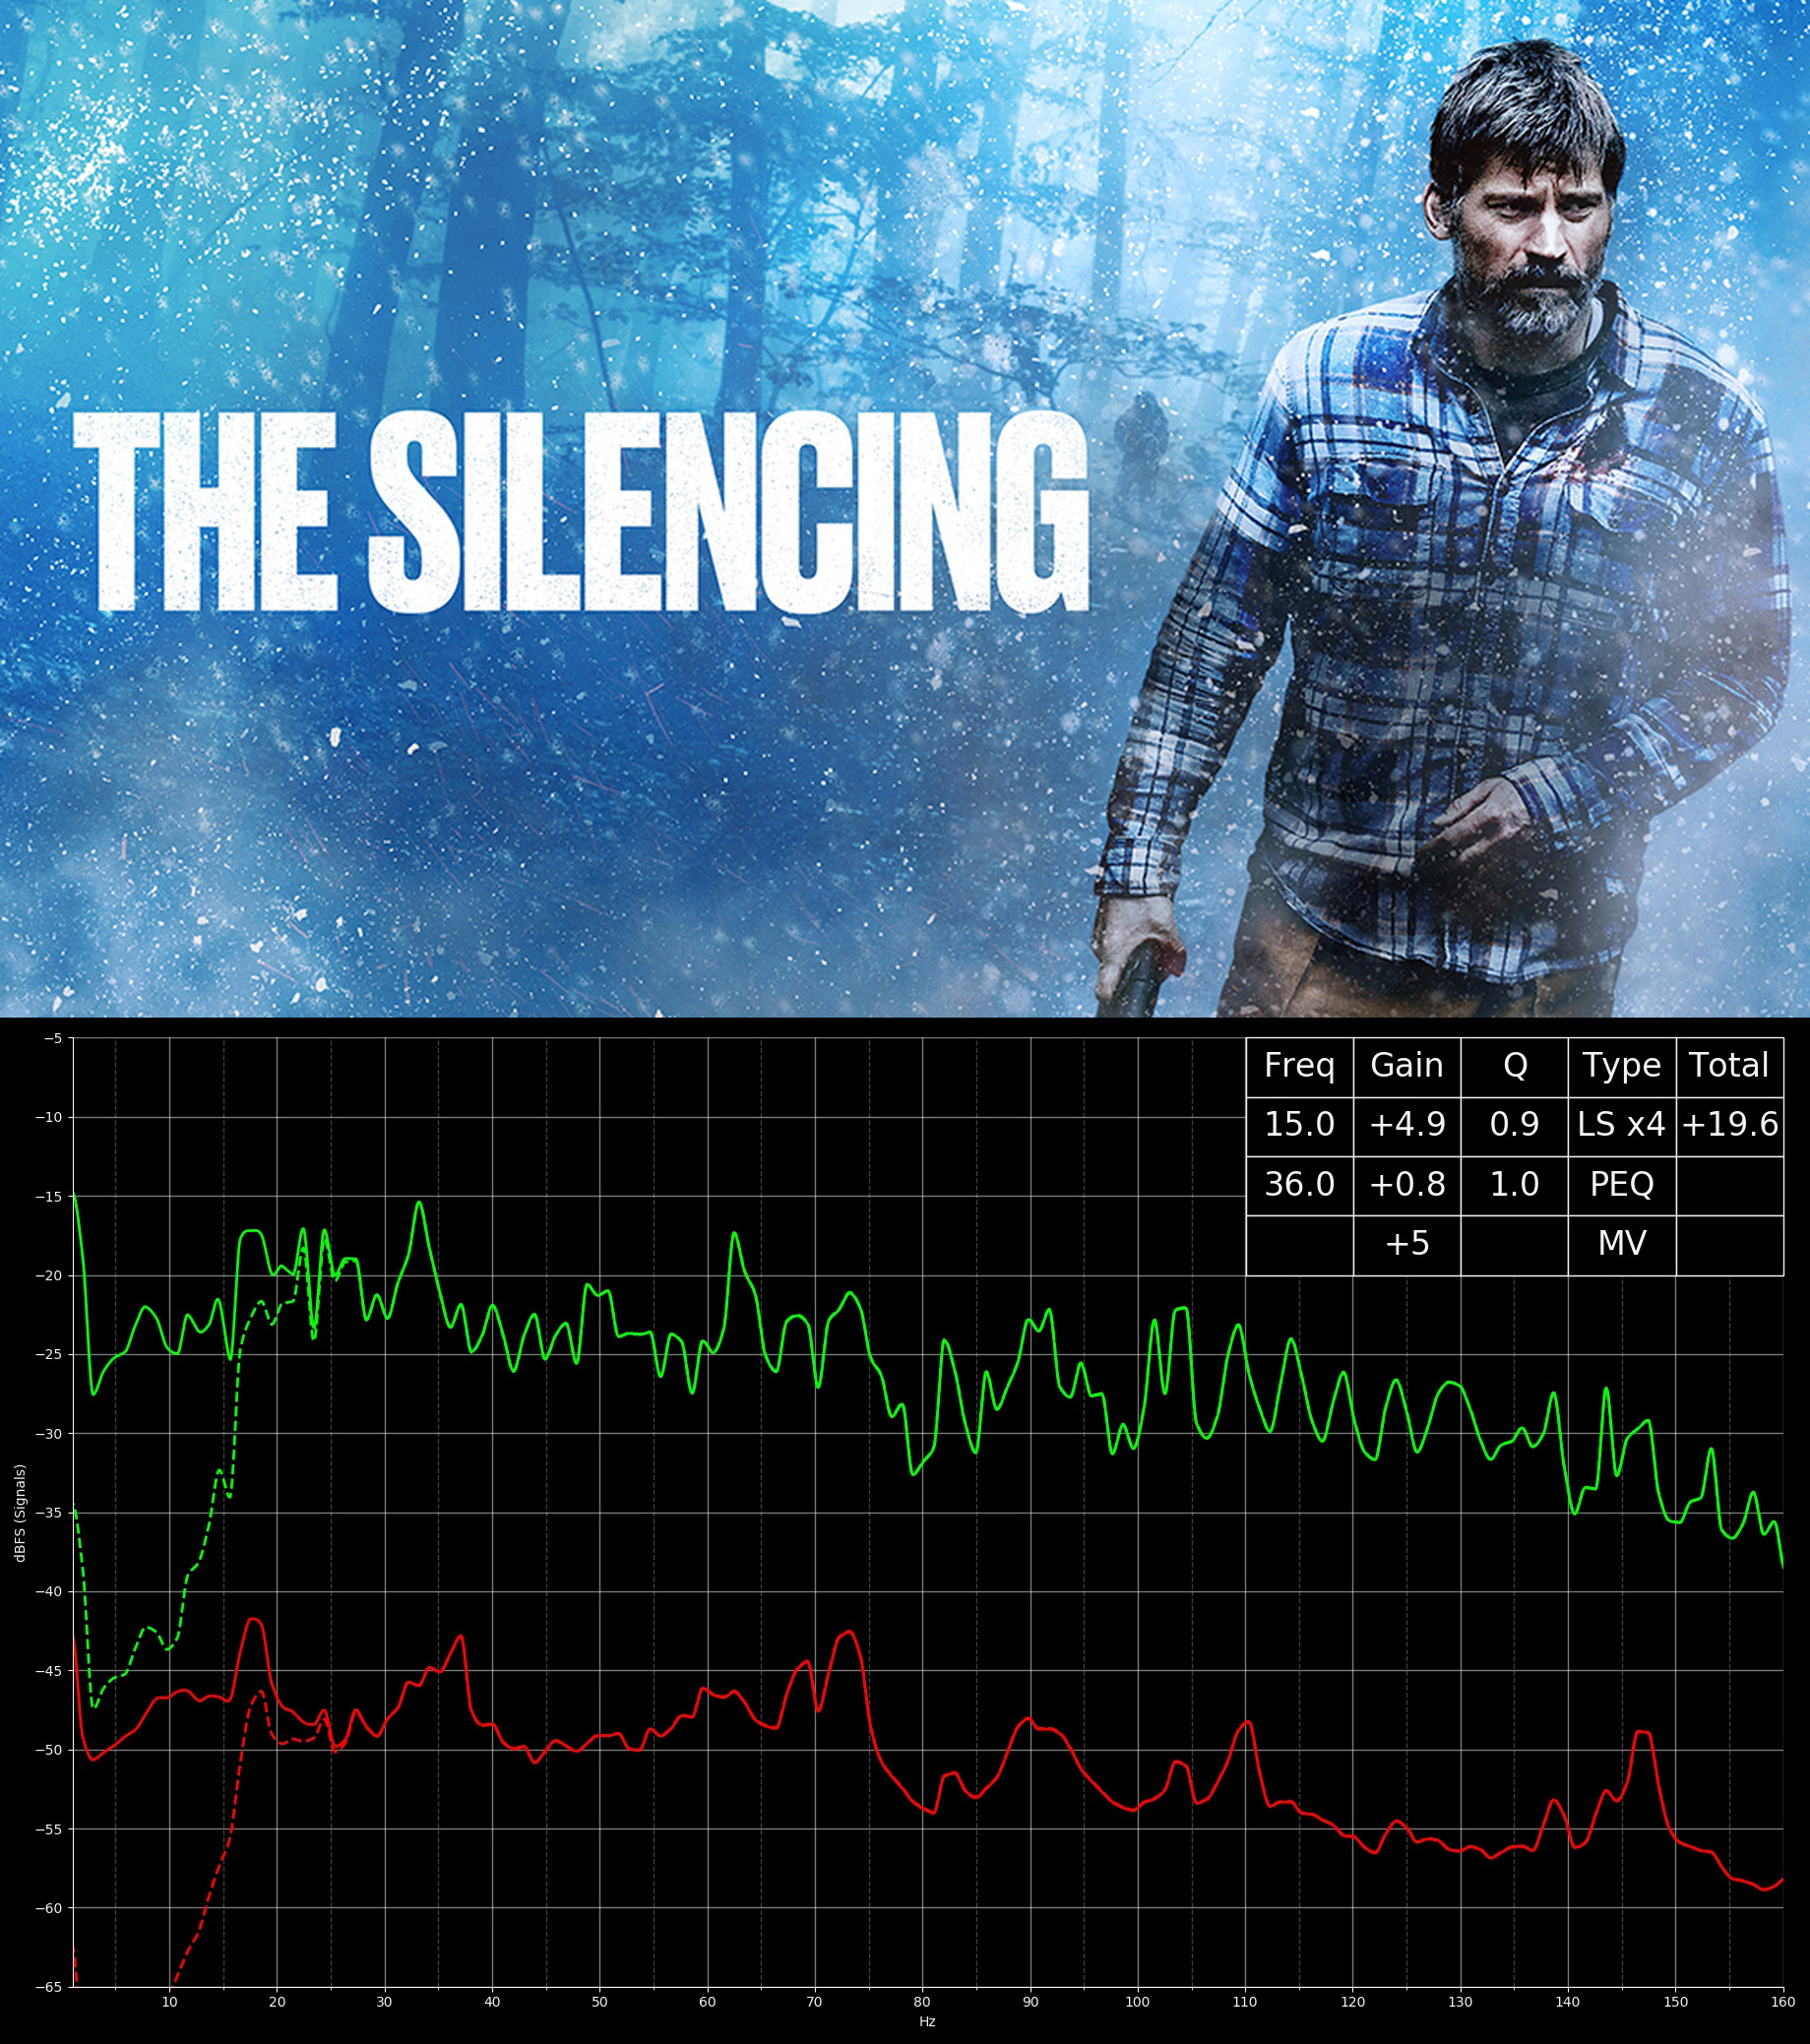 THE SILENCING
Freq Gain Q Type Total
15.0 +4.9 0.9 LS x4 +19.6
36.0 +0.8 1.0 PEQ
+5 MV
−5
−10
−15
−20
−25
−30
−35
−40
−45
−50
−55
−60
−65
dBFS (Signals)
10 20 30 40 50 60 70 80 90 100 110 120 130 140 150 160
Hz